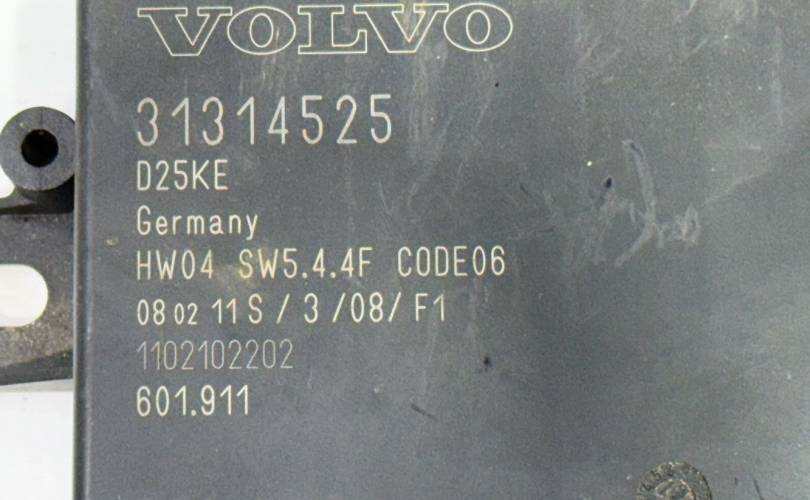 VOLVO
31314525
D25KE
Germany
HW04 SW5.4.4F CODE06
08 02 11 S / 3 /08/ F1
1102102202
601.911